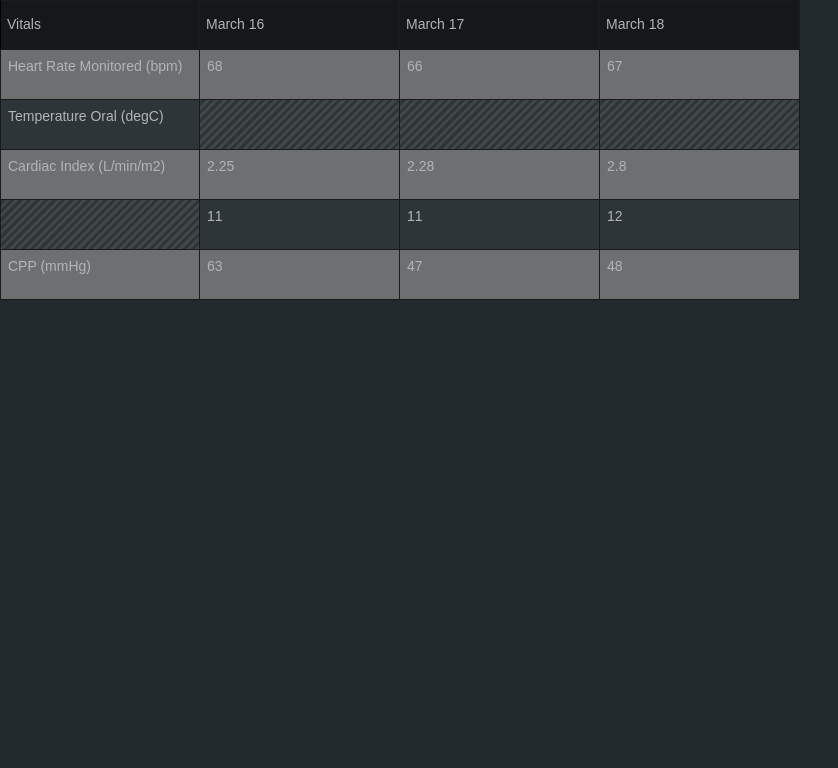 Vitals March 16 March 17 March 18
Heart Rate Monitored (bpm) 68 66 67
Temperature Oral (degC)
Cardiac Index (L/min/m2) 2.25 2.28 2.8
11 11 12
CPP (mmHg) 63 47 48